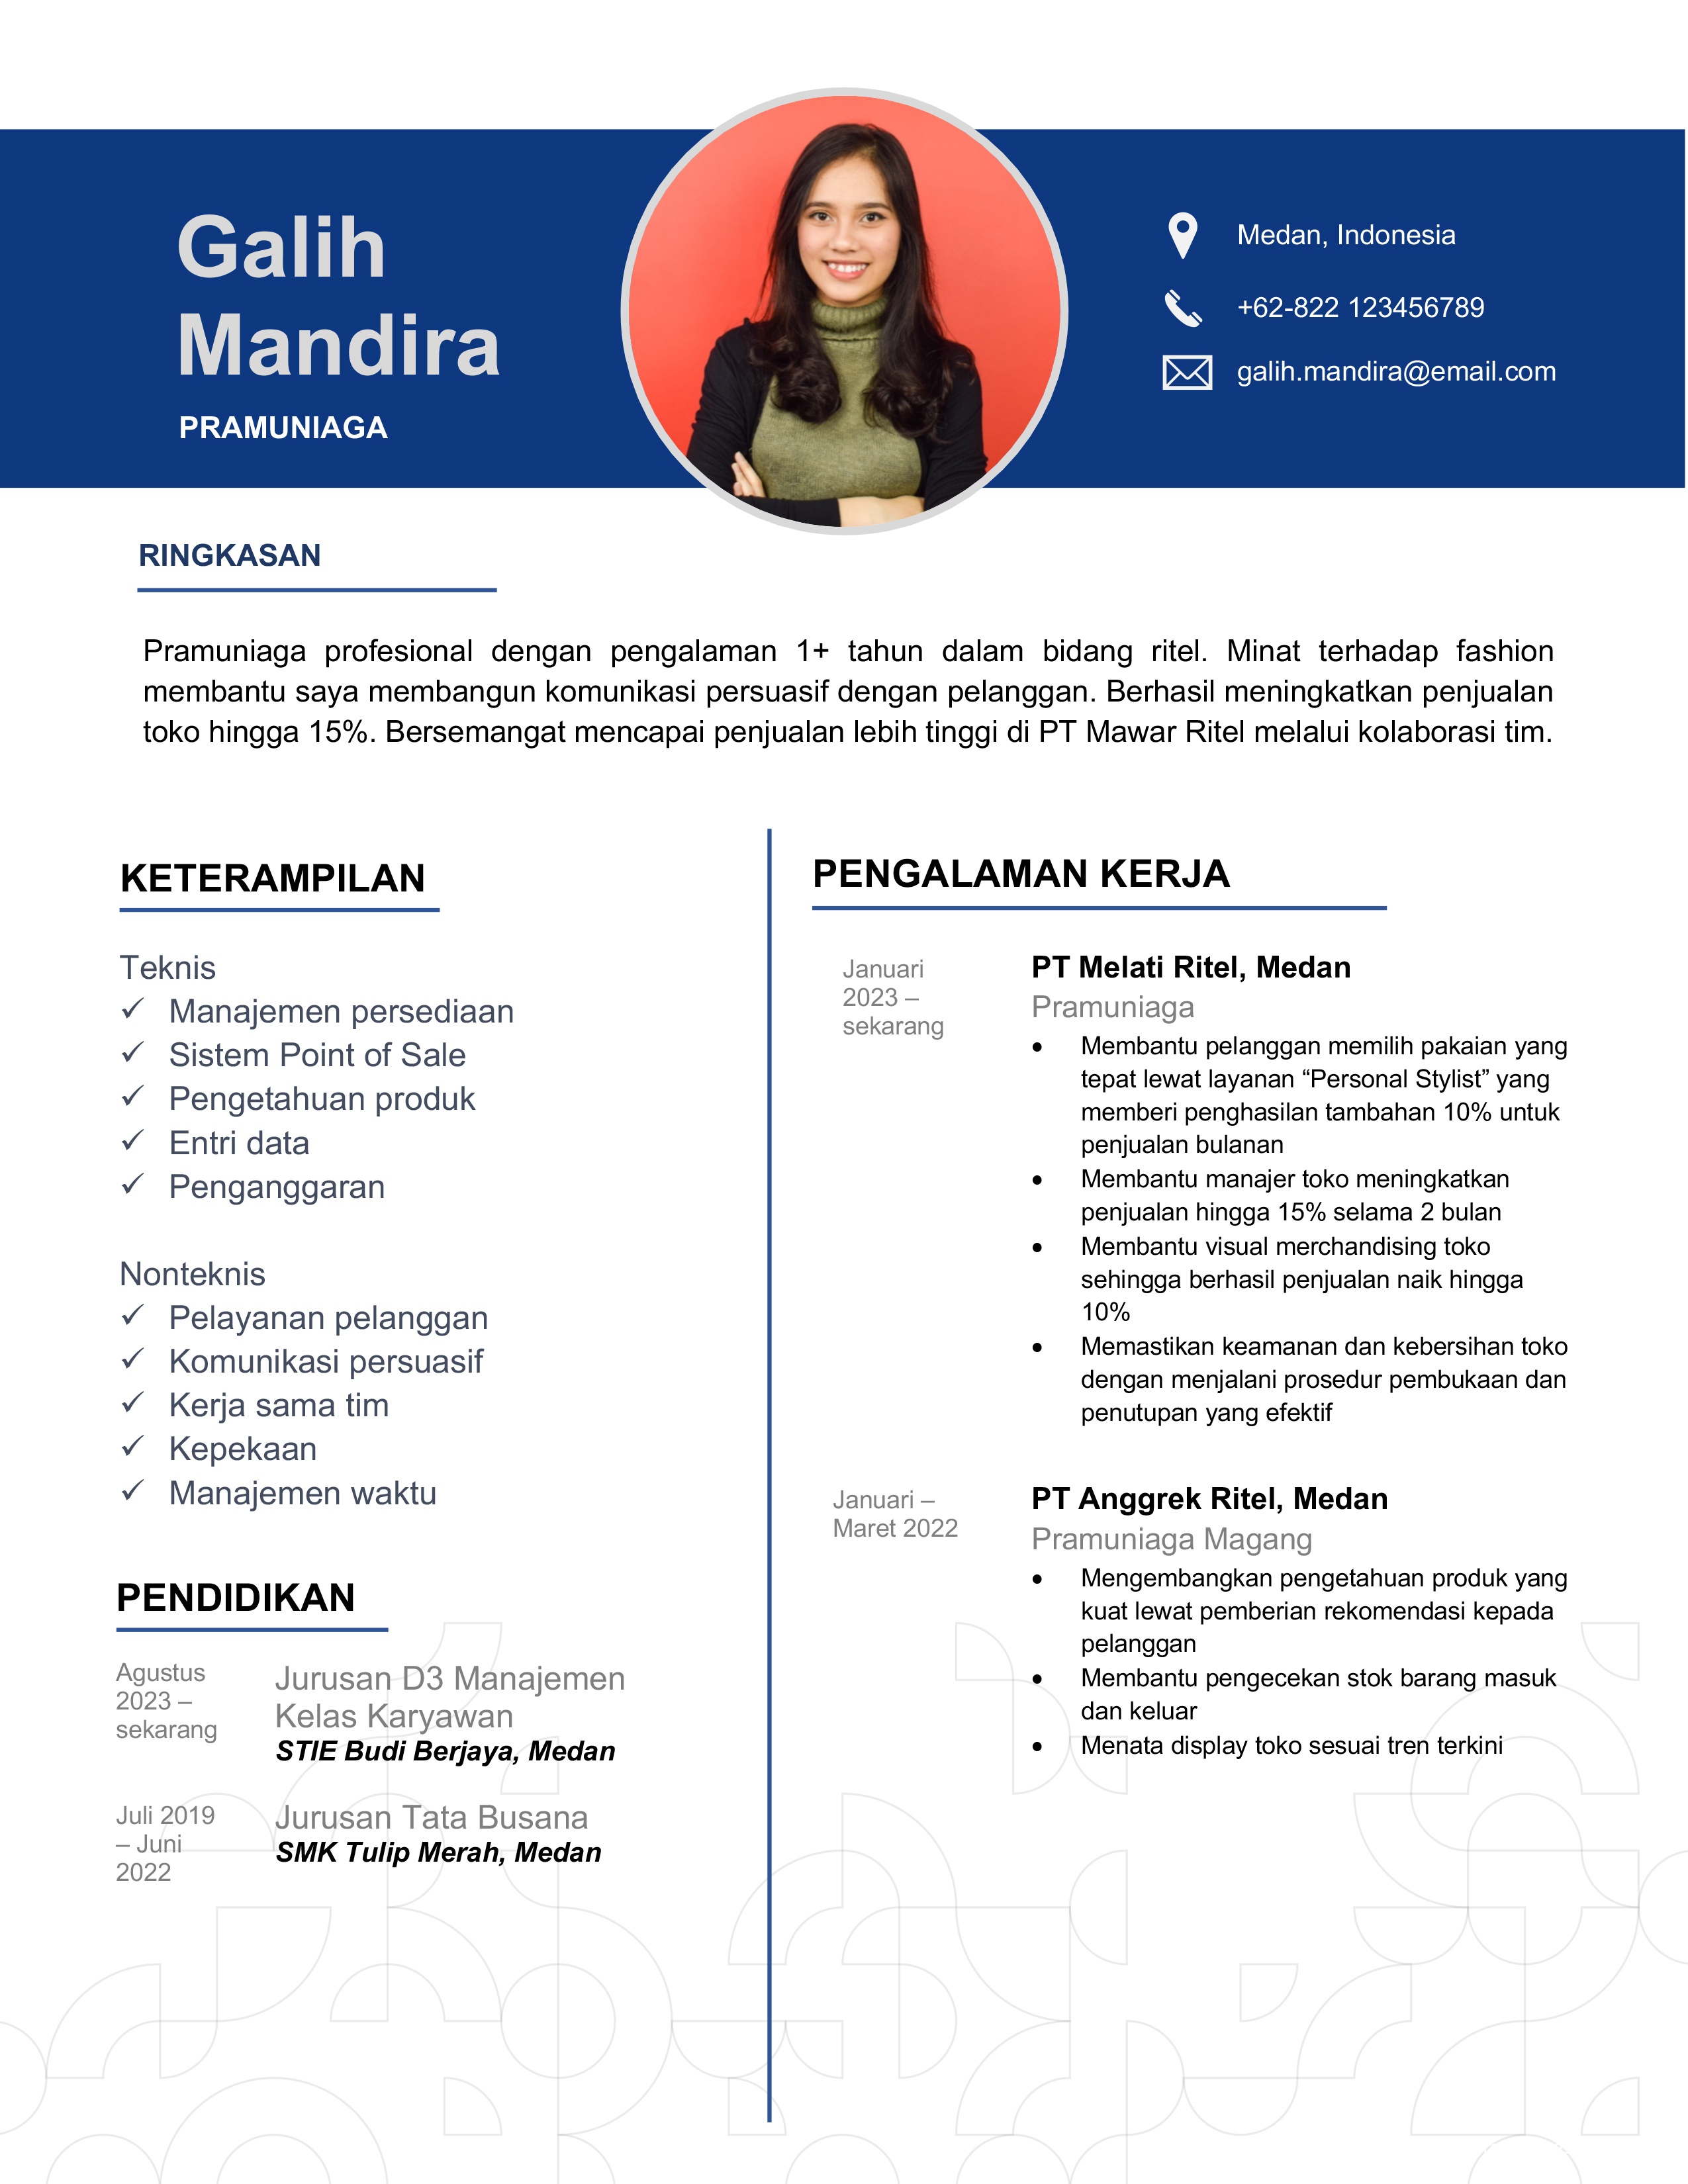 Galih
Mandira
PRAMUNIAGA
Medan, Indonesia
+62-822 123456789
galih.mandira@email.com
RINGKASAN
Pramuniaga profesional dengan pengalaman 1+ tahun dalam bidang ritel. Minat terhadap fashion
membantu saya membangun komunikasi persuasif dengan pelanggan. Berhasil meningkatkan penjualan
toko hingga 15%. Bersemangat mencapai penjualan lebih tinggi di PT Mawar Ritel melalui kolaborasi tim.
KETERAMPILAN
Teknis
✓ Manajemen persediaan
✓ Sistem Point of Sale
✓ Pengetahuan produk
✓ Entri data
✓ Penganggaran
Nonteknis
✓ Pelayanan pelanggan
✓ Komunikasi persuasif
✓ Kerja sama tim
✓ Kepekaan
✓ Manajemen waktu
PENDIDIKAN
Agustus
2023 –
sekarang
Jurusan D3 Manajemen
Kelas Karyawan
STIE Budi Berjaya, Medan
Juli 2019
– Juni
2022
Jurusan Tata Busana
SMK Tulip Merah, Medan
PENGALAMAN KERJA
Januari
2023 –
sekarang
PT Melati Ritel, Medan
Pramuniaga
• Membantu pelanggan memilih pakaian yang
tepat lewat layanan “Personal Stylist” yang
memberi penghasilan tambahan 10% untuk
penjualan bulanan
• Membantu manajer toko meningkatkan
penjualan hingga 15% selama 2 bulan
• Membantu visual merchandising toko
sehingga berhasil penjualan naik hingga
10%
• Memastikan keamanan dan kebersihan toko
dengan menjalani prosedur pembukaan dan
penutupan yang efektif
Januari –
Maret 2022
PT Anggrek Ritel, Medan
Pramuniaga Magang
• Mengembangkan pengetahuan produk yang
kuat lewat pemberian rekomendasi kepada
pelanggan
• Membantu pengecekan stok barang masuk
dan keluar
• Menata display toko sesuai tren terkini